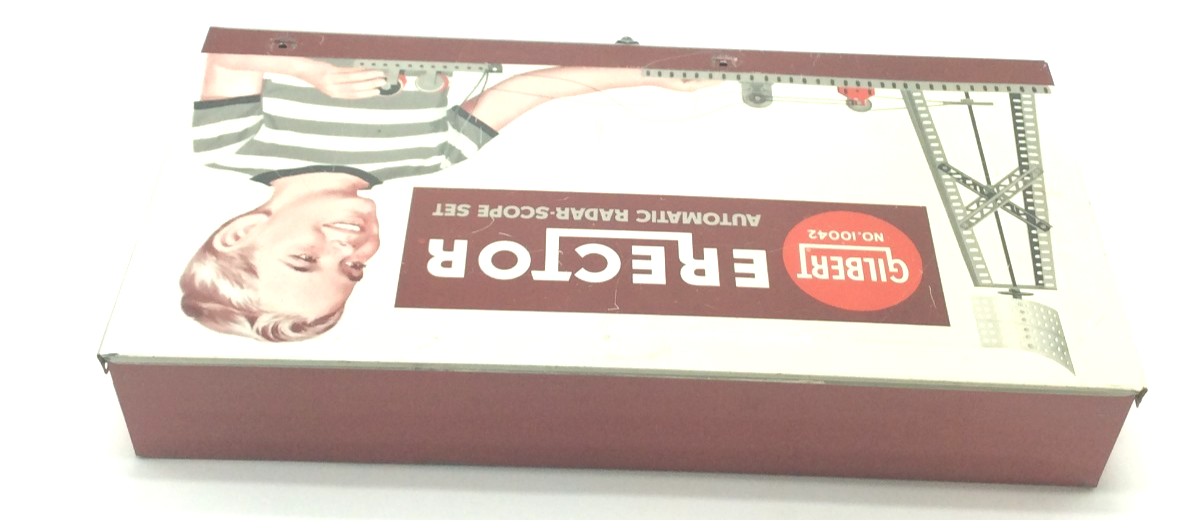 GILBERT
NO.10042
ERECTOR
AUTOMATIC RADAR-SCOPE SET